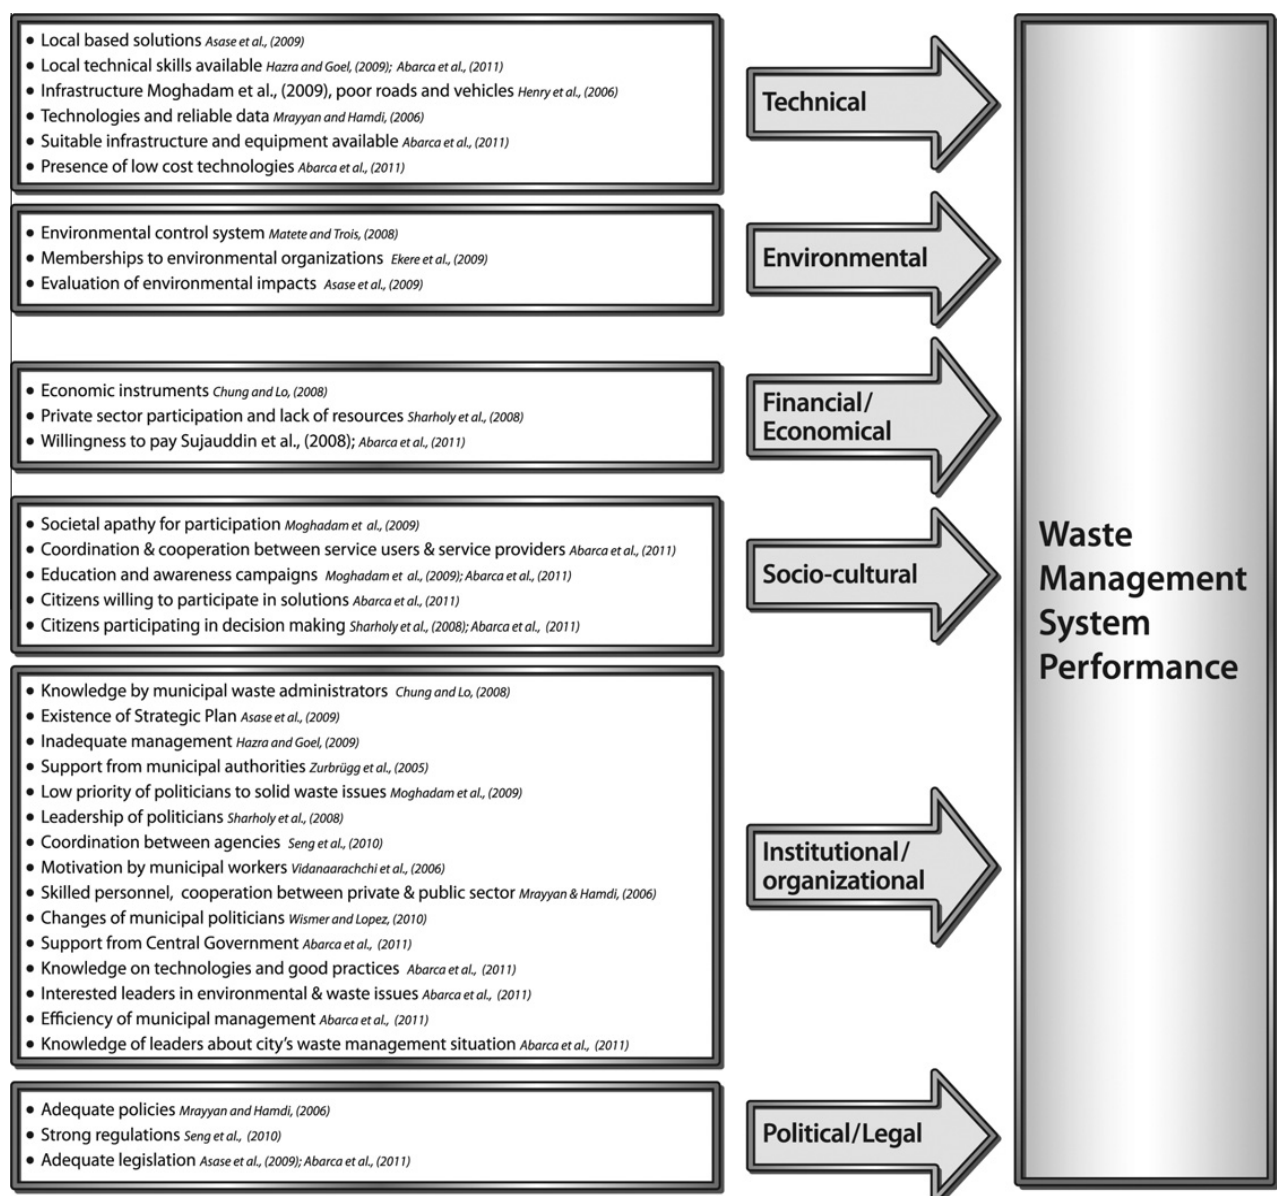 • Local based solutions Asase et al., (2009)
• Local technical skills available Hazra and Goel, (2009); Abarca et al., (2011)
• Infrastructure Moghadam et al., (2009), poor roads and vehicles Henry et al., (2006)
• Technologies and reliable data Mrayyan and Hamdi, (2006)
• Suitable infrastructure and equipment available Abarca et al., (2011)
• Presence of low cost technologies Abarca et al., (2011)
Technical
• Environmental control system Matete and Trois, (2008)
• Memberships to environmental organizations Ekere et al., (2009)
• Evaluation of environmental impacts Asase et al., (2009)
Environmental
• Economic instruments Chung and Lo, (2008)
• Private sector participation and lack of resources Sharholy et al., (2008)
• Willingness to pay Sujauddin et al., (2008); Abarca et al., (2011)
Financial/
Economical
• Societal apathy for participation Moghadam et al., (2009)
• Coordination & cooperation between service users & service providers Abarca et al., (2011)
• Education and awareness campaigns Moghadam et al., (2009); Abarca et al., (2011)
• Citizens willing to participate in solutions Abarca et al., (2011)
• Citizens participating in decision making Sharholy et al., (2008); Abarca et al., (2011)
Socio-cultural
• Knowledge by municipal waste administrators Chung and Lo, (2008)
• Existence of Strategic Plan Asase et al., (2009)
• Inadequate management Hazra and Goel, (2009)
• Support from municipal authorities Zurbrügg et al., (2005)
• Low priority of politicians to solid waste issues Moghadam et al., (2009)
• Leadership of politicians Sharholy et al., (2008)
• Coordination between agencies Seng et al., (2010)
• Motivation by municipal workers Vidanaarachchi et al., (2006)
• Skilled personnel, cooperation between private & public sector Mrayyan & Hamdi, (2006)
• Changes of municipal politicians Wismer and Lopez, (2010)
• Support from Central Government Abarca et al., (2011)
• Knowledge on technologies and good practices Abarca et al., (2011)
• Interested leaders in environmental & waste issues Abarca et al., (2011)
• Efficiency of municipal management Abarca et al., (2011)
• Knowledge of leaders about city's waste management situation Abarca et al., (2011)
Institutional/
organizational
• Adequate policies Mrayyan and Hamdi, (2006)
• Strong regulations Seng et al., (2010)
• Adequate legislation Asase et al., (2009); Abarca et al., (2011)
Political/Legal
Waste
Management
System
Performance